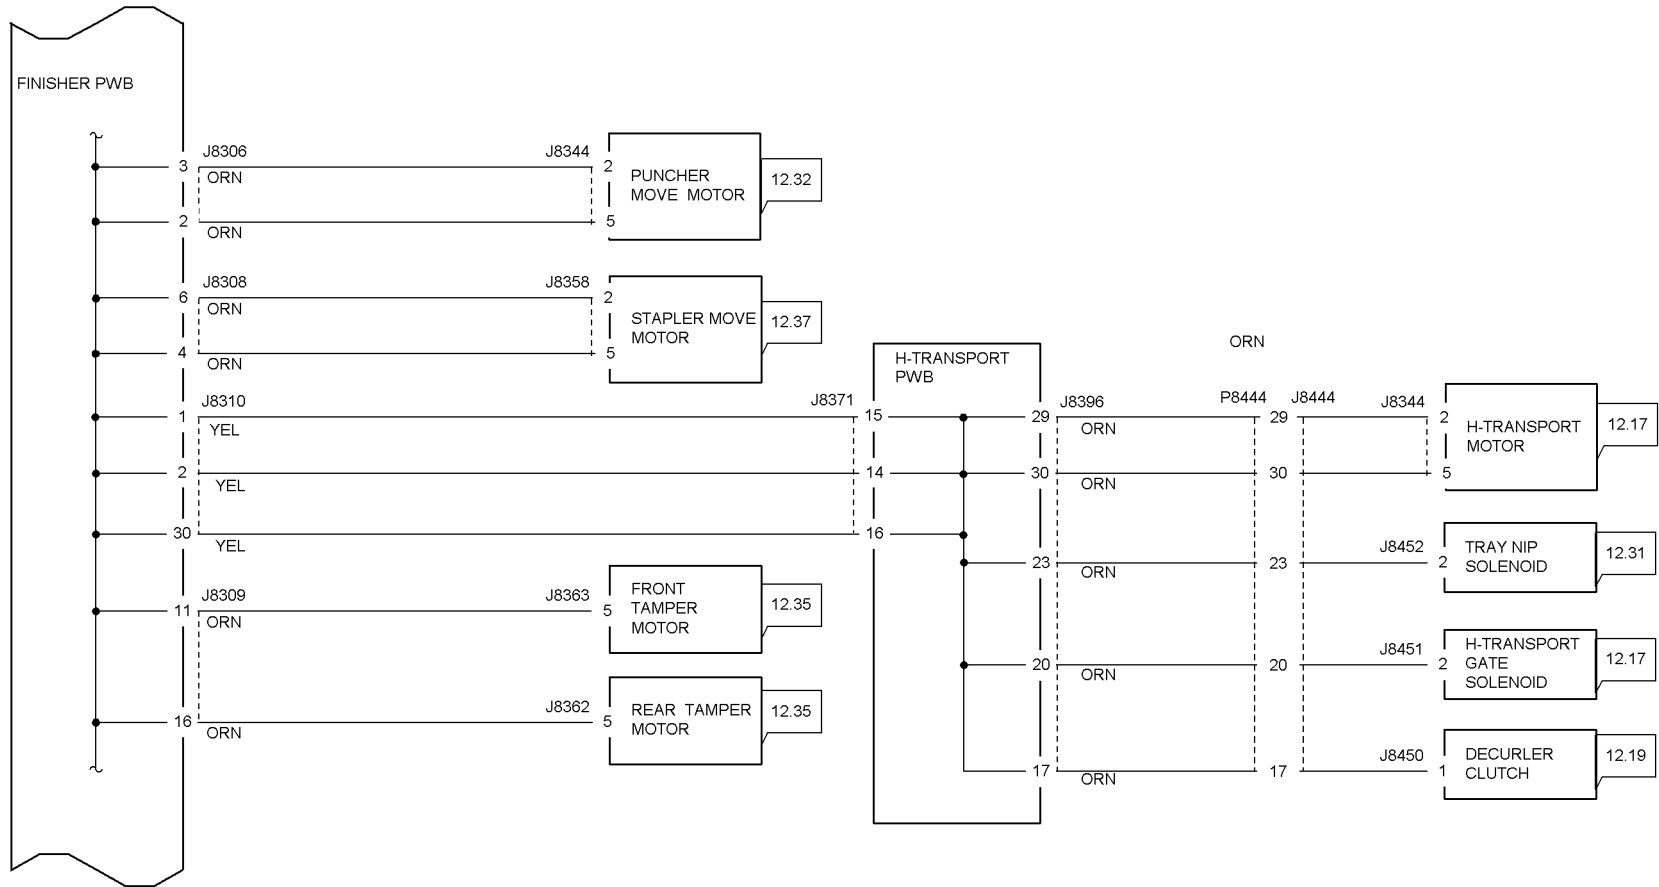 FINISHER PWB
3 J8306 J8344 2
ORN
PUNCHER
MOVE MOTOR
12.32
2 5
ORN
6 J8308 J8358 2
ORN
STAPLER MOVE
MOTOR
12.37
4 5
ORN
H-TRANSPORT
PWB
ORN
1 J8310 J8371 15 29 J8396 P8444 29 J8444 J8344 2
YEL ORN
H-TRANSPORT
MOTOR
12.17
2 14 30 30 5
YEL ORN
30 16
YEL
23 23 J8452 2
ORN
TRAY NIP
SOLENOID
12.31
11 J8309 J8363 5
ORN
FRONT
TAMPER
MOTOR
12.35
20 20 J8451 2
ORN
H-TRANSPORT
GATE
SOLENOID
12.17
16 J8362 5
ORN
REAR TAMPER
MOTOR
12.35
17 17 J8450 1
ORN
DECURLER
CLUTCH
12.19